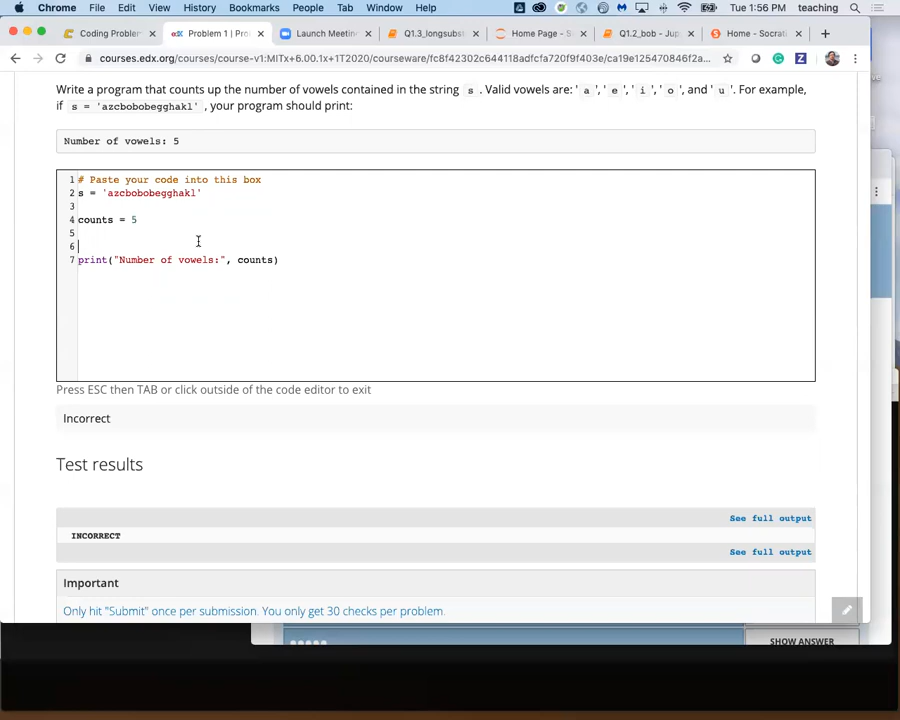 Chrome File Edit View History Bookmarks People Tab Window Help Tue 1:56 PM teaching
Coding Problem Problem 1 | Pro Launch Meetin Q1.3_longsubst Home Page - S Q1.2_bob - Jup Home - Socrati
courses.edx.org/courses/course-v1:MITx+6.00.1x+1T2020/courseware/fc8f42302c644118adfcfa720f9f403e/ca19e125470846f2a...
Write a program that counts up the number of vowels contained in the string s. Valid vowels are: 'a', 'e', 'i', 'o', and 'u'. For example,
if s = 'azcbobobegghakl', your program should print:
Number of vowels: 5
1 # Paste your code into this box
2 s = 'azcbobobegghakl'
3
4 counts = 5
5
6
7 print("Number of vowels:", counts)
Press ESC then TAB or click outside of the code editor to exit
Incorrect
Test results
See full output
INCORRECT
See full output
Important
Only hit "Submit" once per submission. You only get 30 checks per problem.
SHOW ANSWER